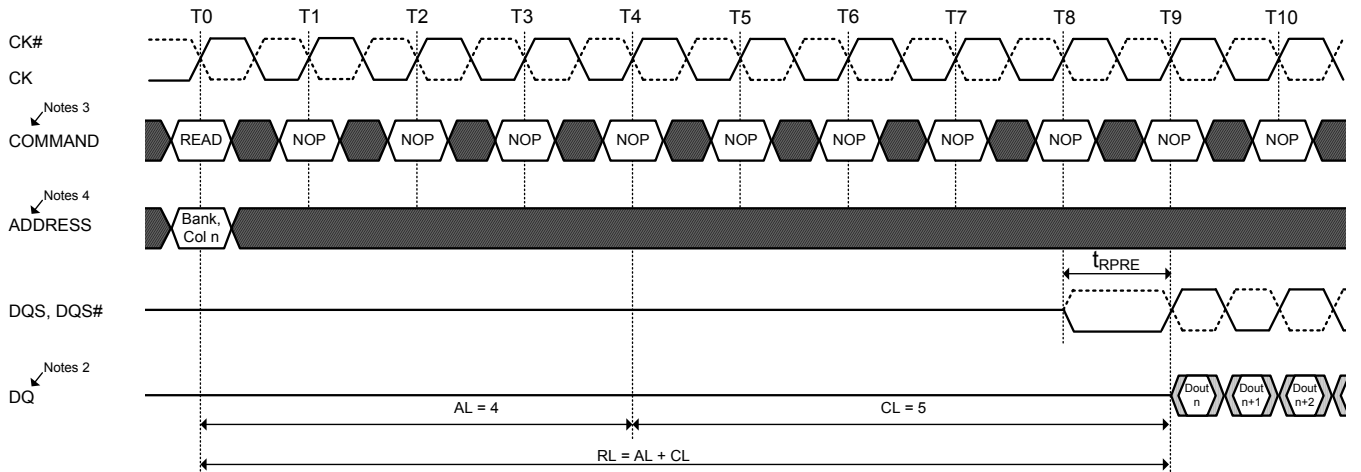 T0 T1 T2 T3 T4 T5 T6 T7 T8 T9 T10
CK#
CK
Notes 3
COMMAND READ NOP NOP NOP NOP NOP NOP NOP NOP NOP NOP
Notes 4
ADDRESS
Bank,
Col n
tRPRE
DQS, DQS#
Notes 2
DQ
Dout Dout Dout
n n+1 n+2
AL = 4 CL = 5
RL = AL + CL